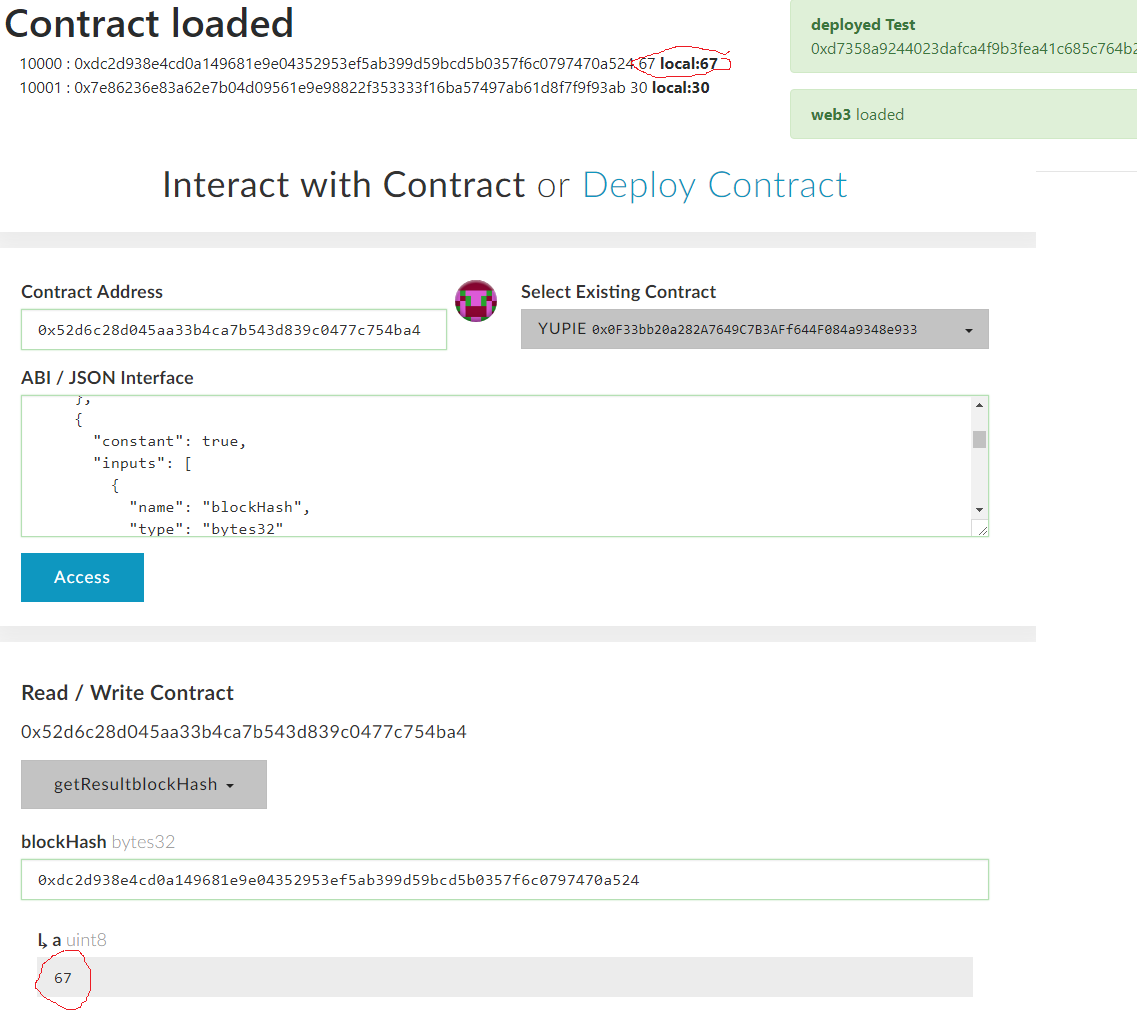 Contract loaded
10000 : 0xdc2d938e4cd0a149681e9e04352953ef5ab399d59bcd5b0357f6c0797470a524 67 local:67
10001 : 0x7e86236e83a62e7b04d09561e9e98822f353333f16ba57497ab61d8f7f9f93ab 30 local:30
deployed Test
0xd7358a9244023dafca4f9b3fea41c685c764b2
web3 loaded
Interact with Contract or Deploy Contract
Contract Address
Select Existing Contract
0x52d6c28d045aa33b4ca7b543d839c0477c754ba4
YUPIE 0x0F33bb20a282A7649C7B3AFf644F084a9348e933
ABI / JSON Interface
},
{
"constant": true,
"inputs": [
{
"name": "blockHash",
"type": "bytes32"
Access
Read / Write Contract
0x52d6c28d045aa33b4ca7b543d839c0477c754ba4
getResultblockHash
blockHash bytes32
0xdc2d938e4cd0a149681e9e04352953ef5ab399d59bcd5b0357f6c0797470a524
↳ a uint8
67